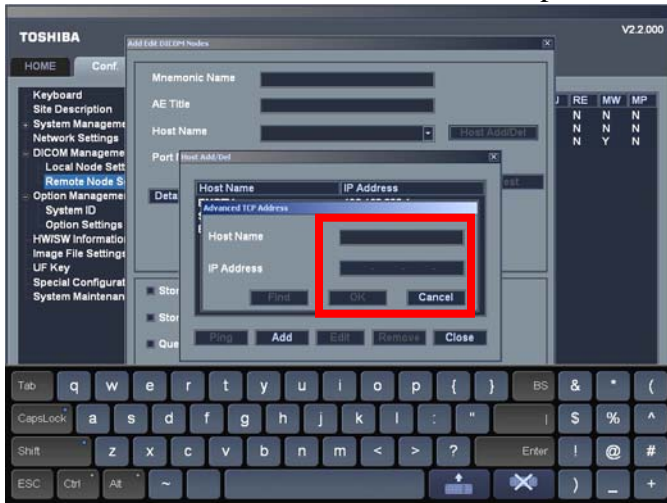 V2.2.000
TOSHIBA
Add Edit DICOM Nodes
HOME Conf.
Mnemonic Name
AE Title
Host Name Host Add/Del
Port
Keyboard
Site Description
System Manageme
Network Settings
DICOM Manageme
Local Node Sett
Remote Node S
Option Manageme
System ID
Option Settings
HW/SW Informatio
Image File Settings
UF Key
Special Configurat
System Maintenan
RE MW MP
N N N
N N N
N Y N
Host Add/Del
Deta
Host Name IP Address
Advanced TCP Address
Host Name
IP Address
Find OK Cancel
Stor
Stor
Que
Ping Add Edit Remove Close
Tab q w e r t y u i o p { } BS & * (
CapsLock a s d f g h j k l : " | $ % ^
Shift z x c v b n m < > ? Enter ! @ #
ESC Ctrl Alt ~ ) _ +